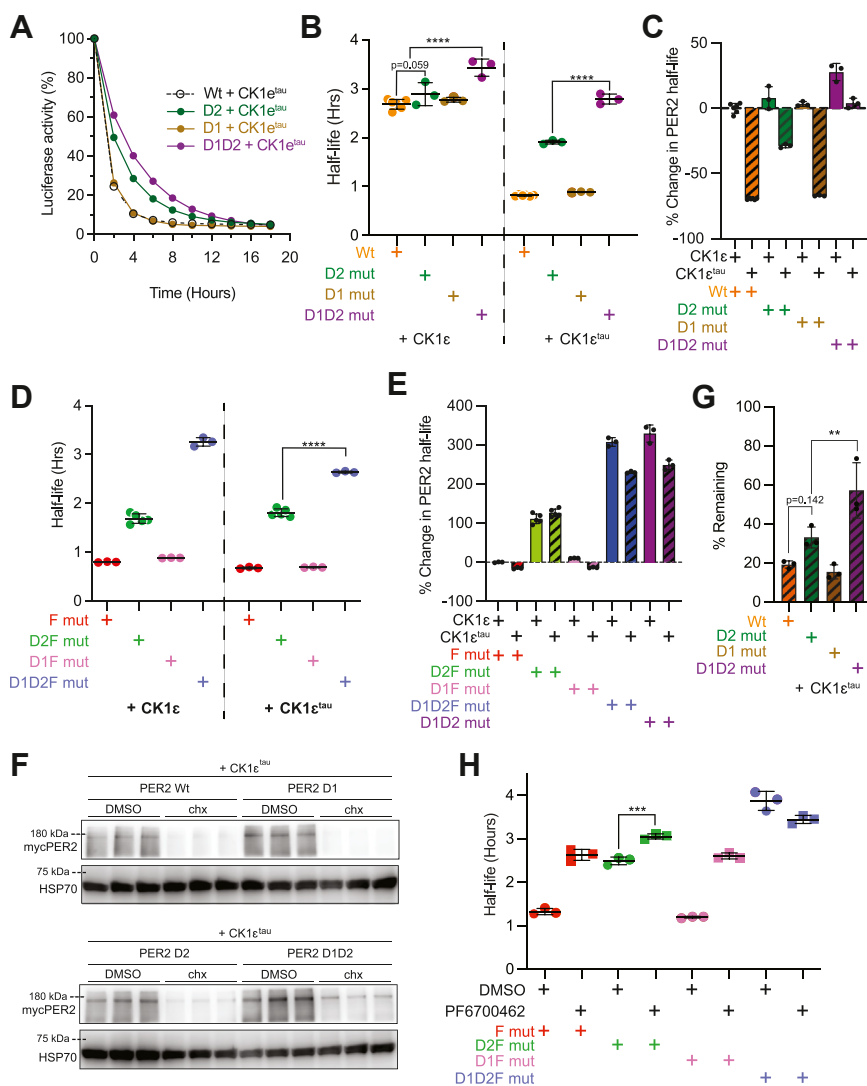 A
Luciferase activity (%)
100
80
60
40
20
0
0 4 8 12 16 20
Time (Hours)
Wt + CK1e^tau
D2 + CK1e^tau
D1 + CK1e^tau
D1D2 + CK1e^tau
B
Half-life (Hrs)
4
3
2
1
0
p=0.059
****
****
Wt + +
D2 mut + +
D1 mut + +
D1D2 mut + +
+ CK1ε + CK1ε^tau
C
% Change in PER2 half-life
50
0
-50
-100
CK1ε + + + +
CK1ε^tau + + + +
Wt + +
D2 mut + +
D1 mut + +
D1D2 mut + +
D
Half-life (Hrs)
4
3
2
1
0
****
F mut + +
D2F mut + +
D1F mut + +
D1D2F mut + +
+ CK1ε + CK1ε^tau
E
% Change in PER2 half-life
400
300
200
100
0
-100
CK1ε + + + + +
CK1ε^tau + + + + +
F mut + +
D2F mut + +
D1F mut + +
D1D2F mut + +
D1D2 mut + +
G
% Remaining
100
80
60
40
20
0
p=0.142
**
Wt +
D2 mut +
D1 mut +
D1D2 mut +
+ CK1ε^tau
F
+ CK1ε^tau
PER2 Wt PER2 D1
DMSO chx DMSO chx
180 kDa
mycPER2
75 kDa
HSP70
+ CK1ε^tau
PER2 D2 PER2 D1D2
DMSO chx DMSO chx
180 kDa
mycPER2
75 kDa
HSP70
H
Half-life (Hours)
4
3
2
1
0
***
DMSO + + + +
PF6700462 + + + +
F mut + +
D2F mut + +
D1F mut + +
D1D2F mut + +